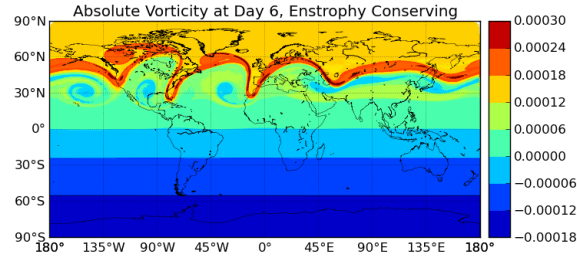 Absolute Vorticity at Day 6, Enstrophy Conserving
90°N
60°N
30°N
0°
30°S
60°S
90°S
180° 135°W 90°W 45°W 0° 45°E 90°E 135°E 180°
0.00030
0.00024
0.00018
0.00012
0.00006
0.00000
−0.00006
−0.00012
−0.00018